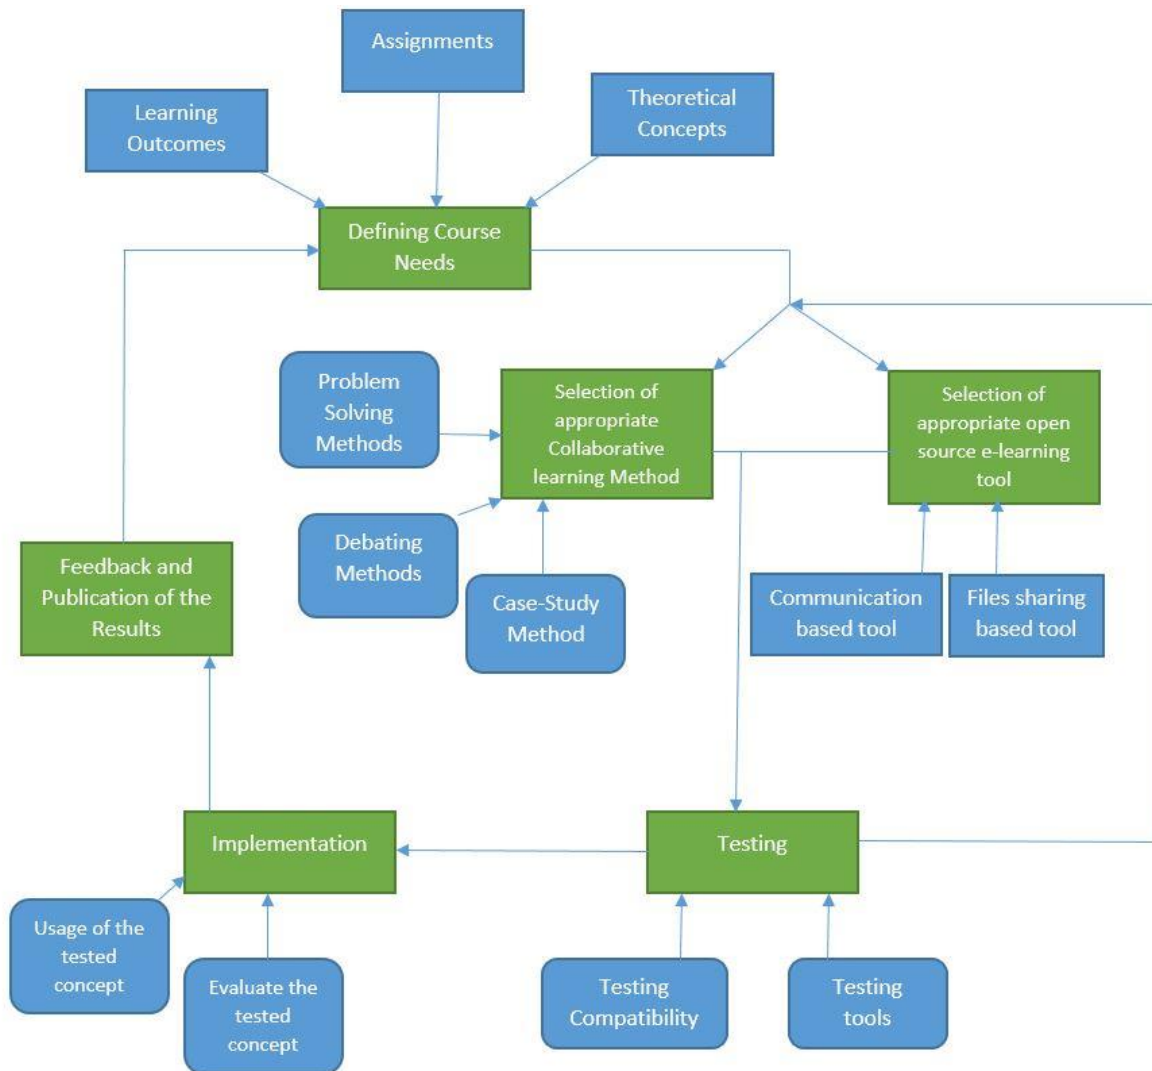 Assignments
Learning
Outcomes
Theoretical
Concepts
Defining Course
Needs
Problem
Solving
Methods
Selection of
appropriate
Collaborative
learning Method
Selection of
appropriate open
source e-learning
tool
Debating
Methods
Case-Study
Method
Communication
based tool
Files sharing
based tool
Feedback and
Publication of the
Results
Implementation
Testing
Usage of the
tested
concept
Evaluate the
tested
concept
Testing
Compatibility
Testing
tools